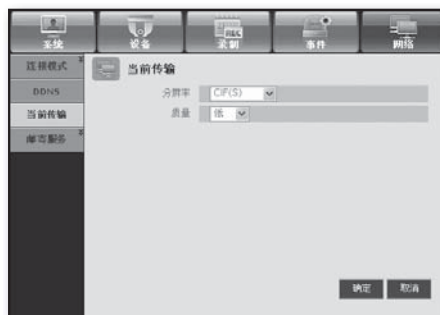 系统 设备 录制 事件 网络
REC
连接模式
DDNS
当前传输
邮寄服务
当前传输
分辨率 CIF(S)
质量 低
确定 取消